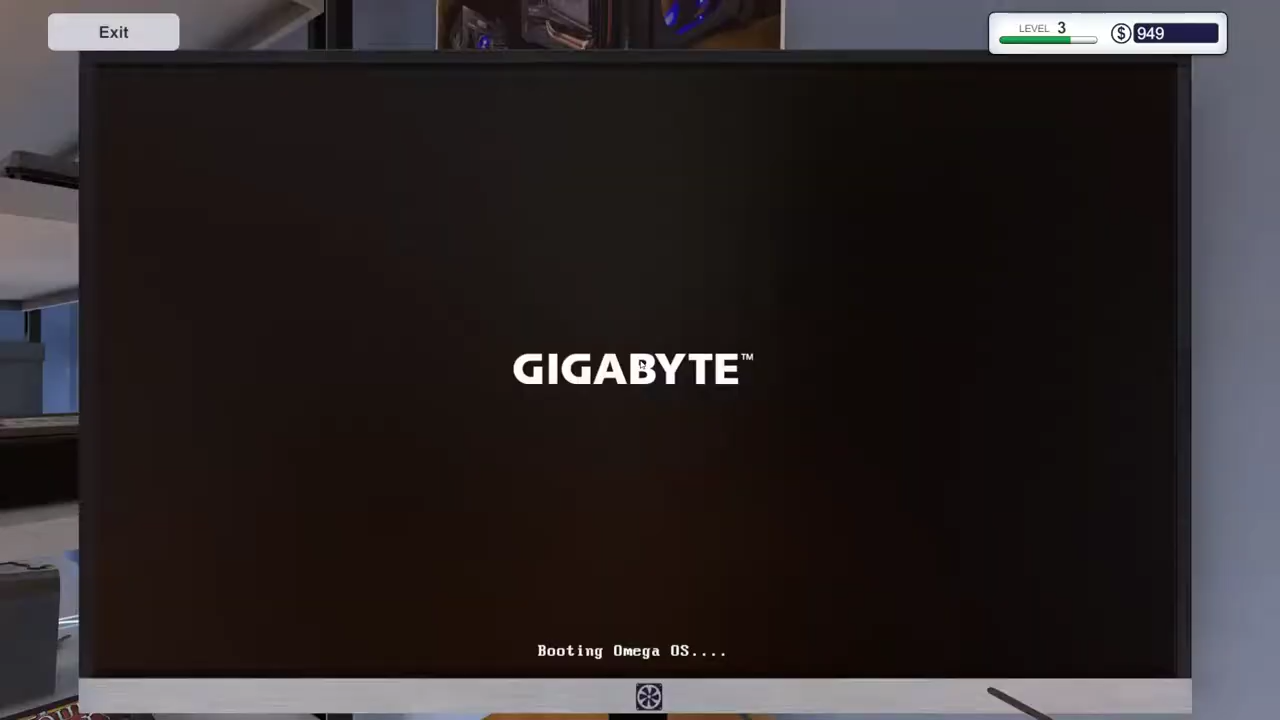 Exit
LEVEL 3
$ 949
GIGABYTE™
Booting Omega OS....